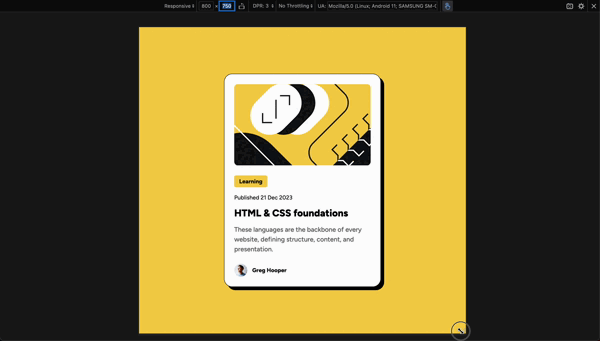 Responsive 800 × 750 DPR: 3 No Throttling UA: Mozilla/5.0 (Linux; Android 11; SAMSUNG SM-G
Learning
Published 21 Dec 2023
HTML & CSS foundations
These languages are the backbone of every
website, defining structure, content, and
presentation.
Greg Hooper